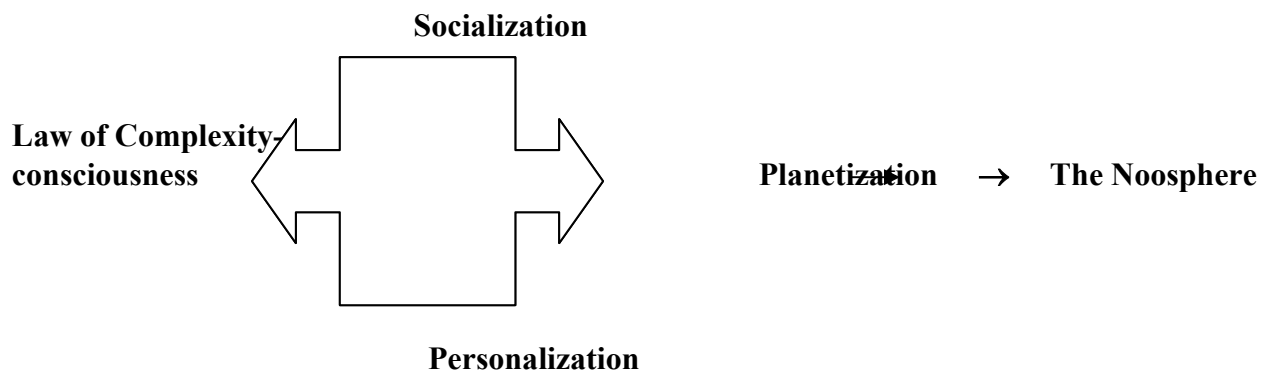 Socialization
Law of Complexity-
consciousness
Planetization → The Noosphere
Personalization